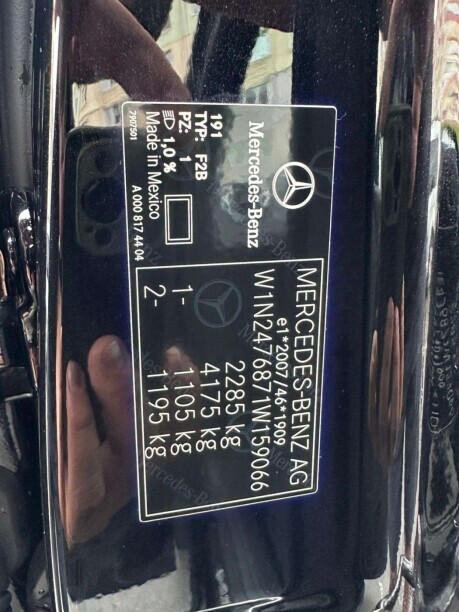 Mercedes-Benz
191
TYP: F2B
PZ: 1
1,0%
Made in Mexico
7907501
A 000 817 44 04
MERCEDES-BENZ AG
e1*2007/46*1909
W1N2476871W159066
2285 kg
4175 kg
1- 1105 kg
2- 1195 kg